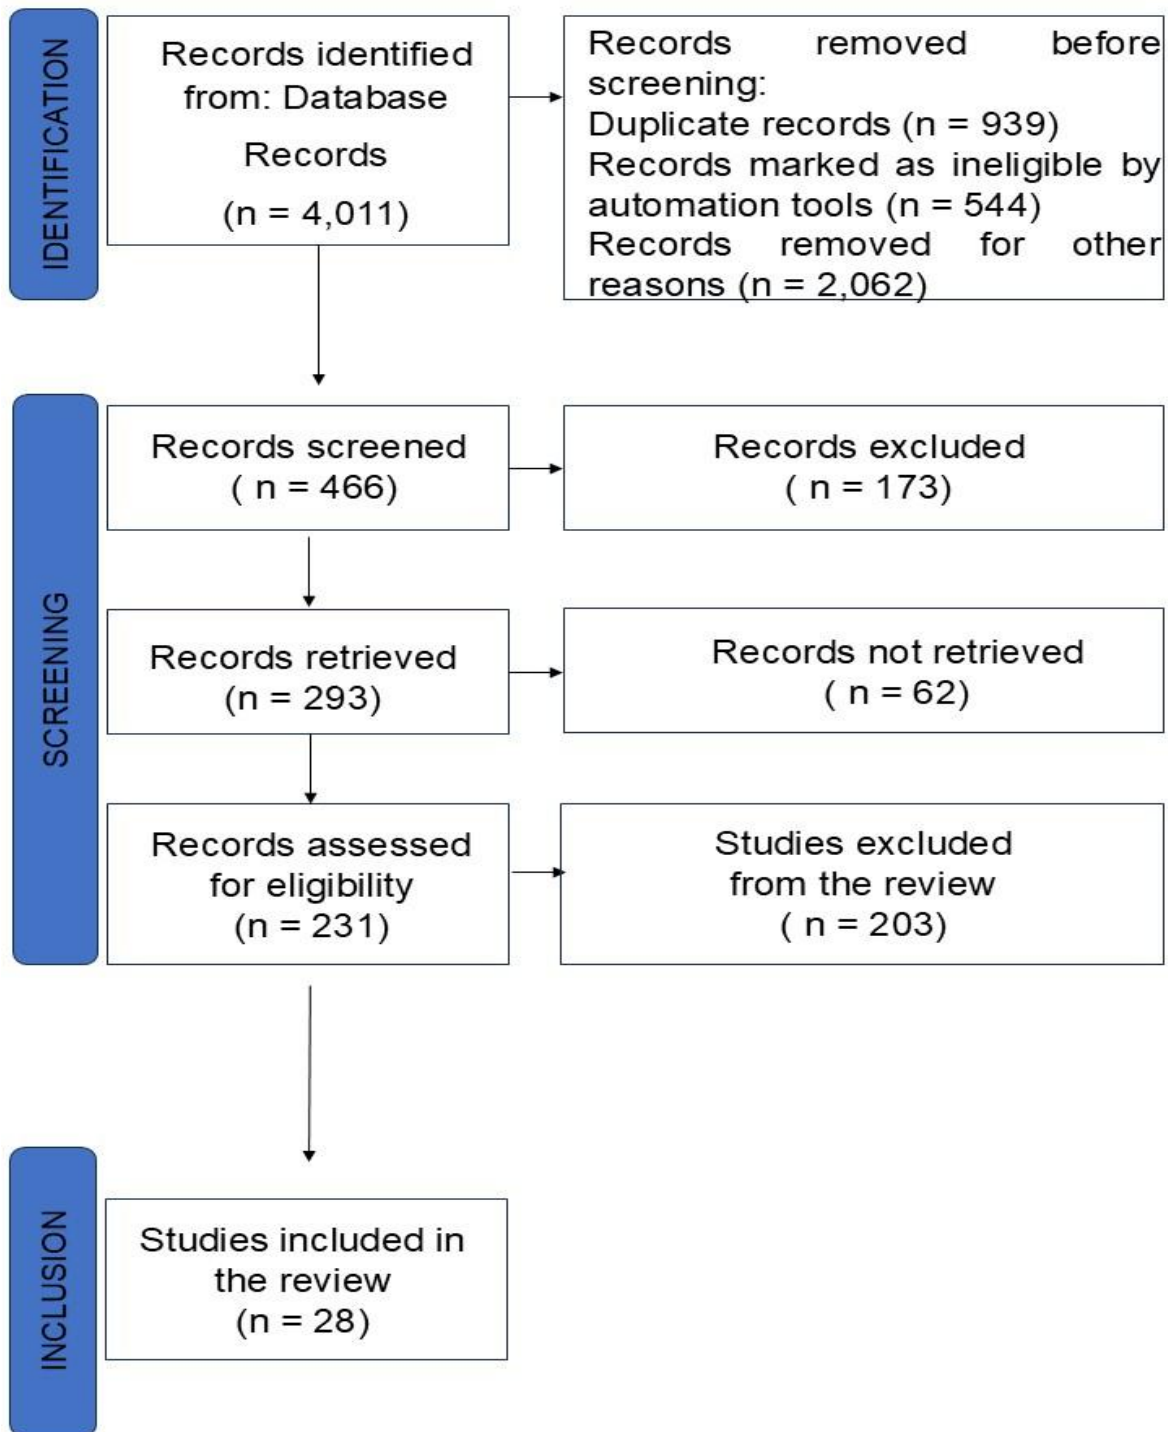 IDENTIFICATION
Records identified
from: Database
Records
(n = 4,011)
Records removed before
screening:
Duplicate records (n = 939)
Records marked as ineligible by
automation tools (n = 544)
Records removed for other
reasons (n = 2,062)
SCREENING
Records screened
( n = 466)
Records excluded
( n = 173)
Records retrieved
(n = 293)
Records not retrieved
( n = 62)
Records assessed
for eligibility
(n = 231)
Studies excluded
from the review
( n = 203)
INCLUSION
Studies included in
the review
(n = 28)